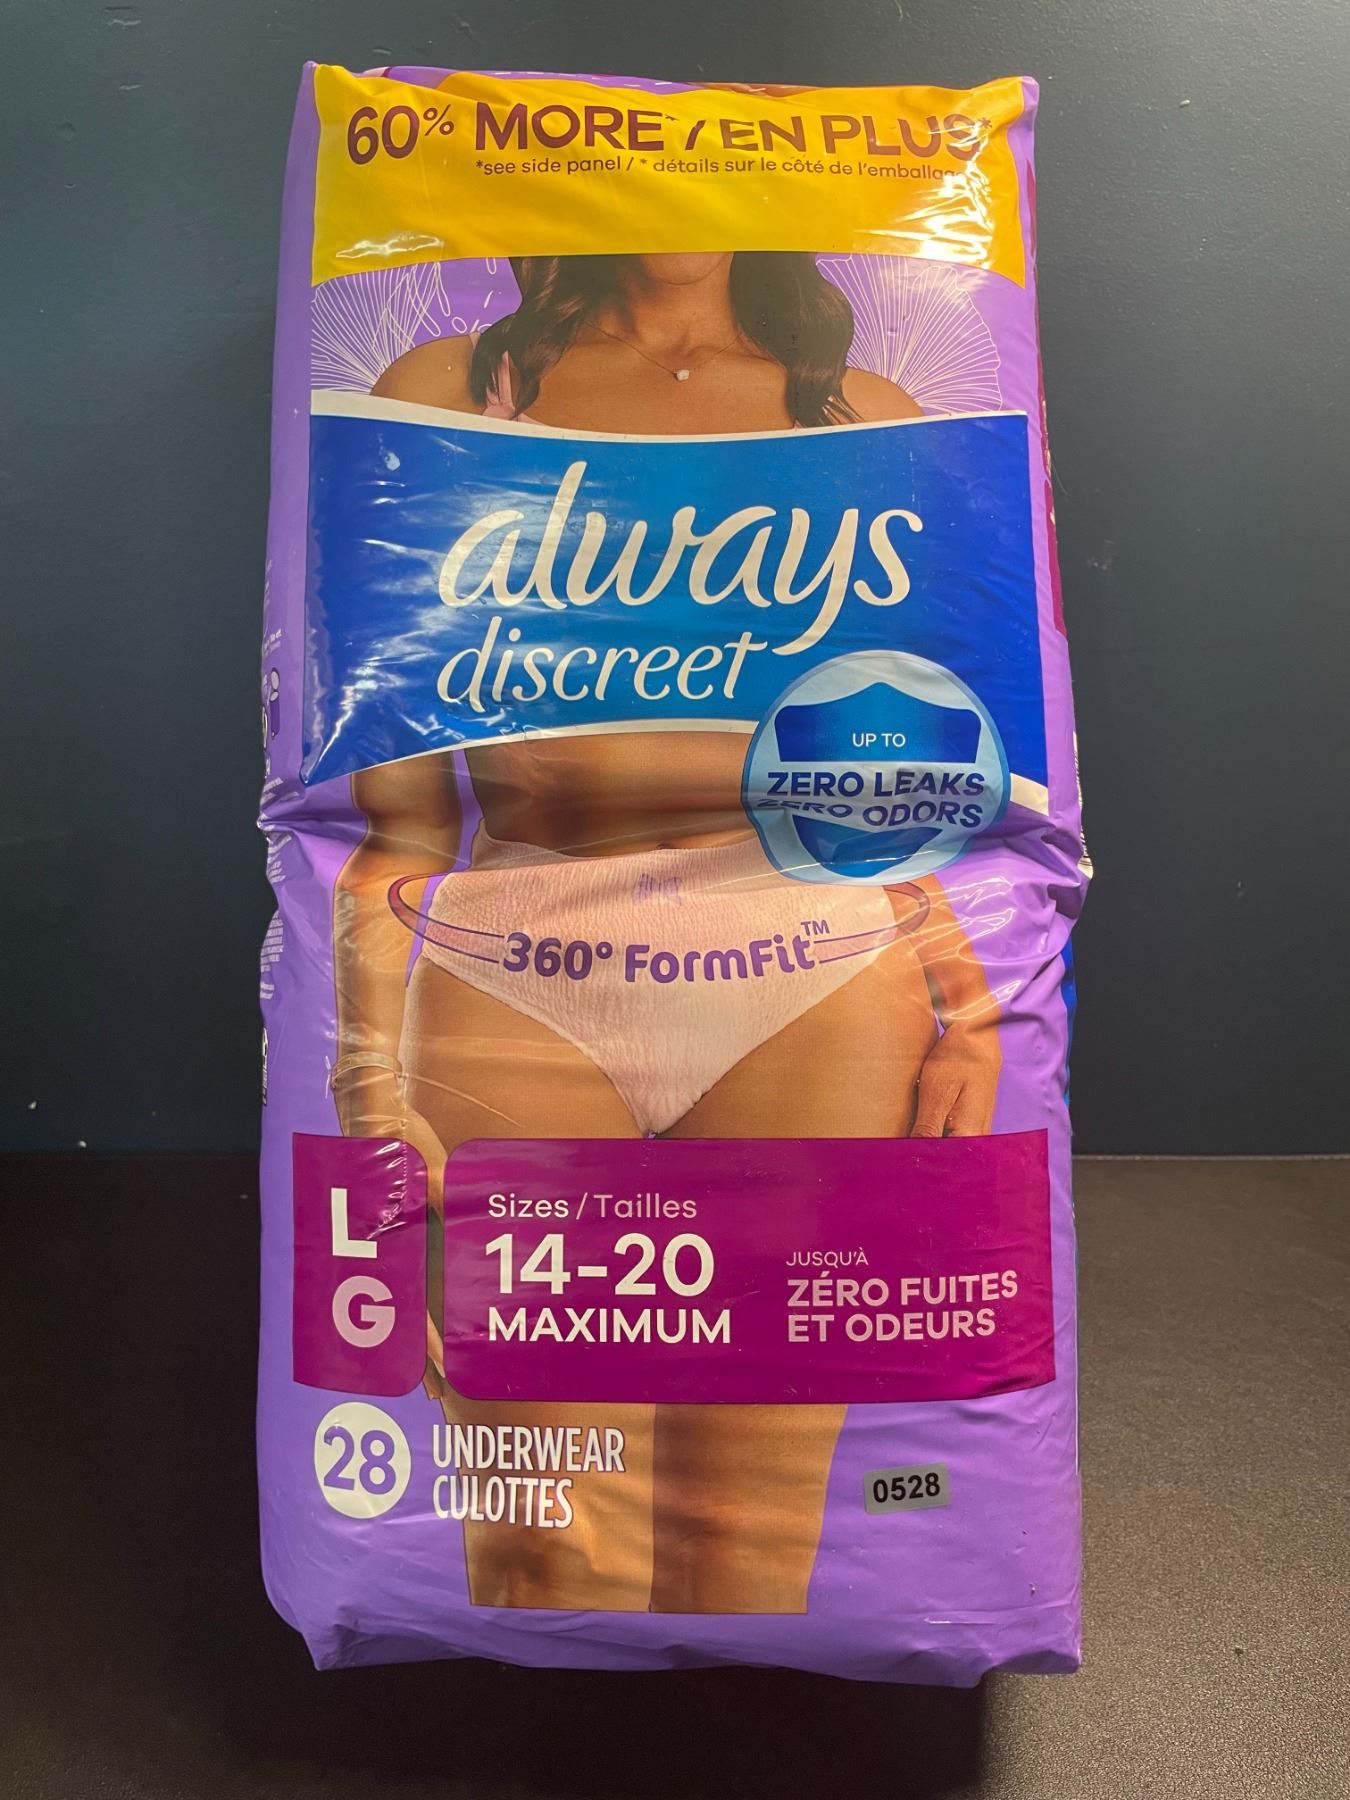 60% MORE* / EN PLUS*
*see side panel / * détails sur le côté de l'emballage
always
discreet
UP TO
ZERO LEAKS
ZERO ODORS
360° FormFit™
L
G
Sizes / Tailles
14-20
MAXIMUM
JUSQU'À
ZÉRO FUITES
ET ODEURS
28
UNDERWEAR
CULOTTES
0528